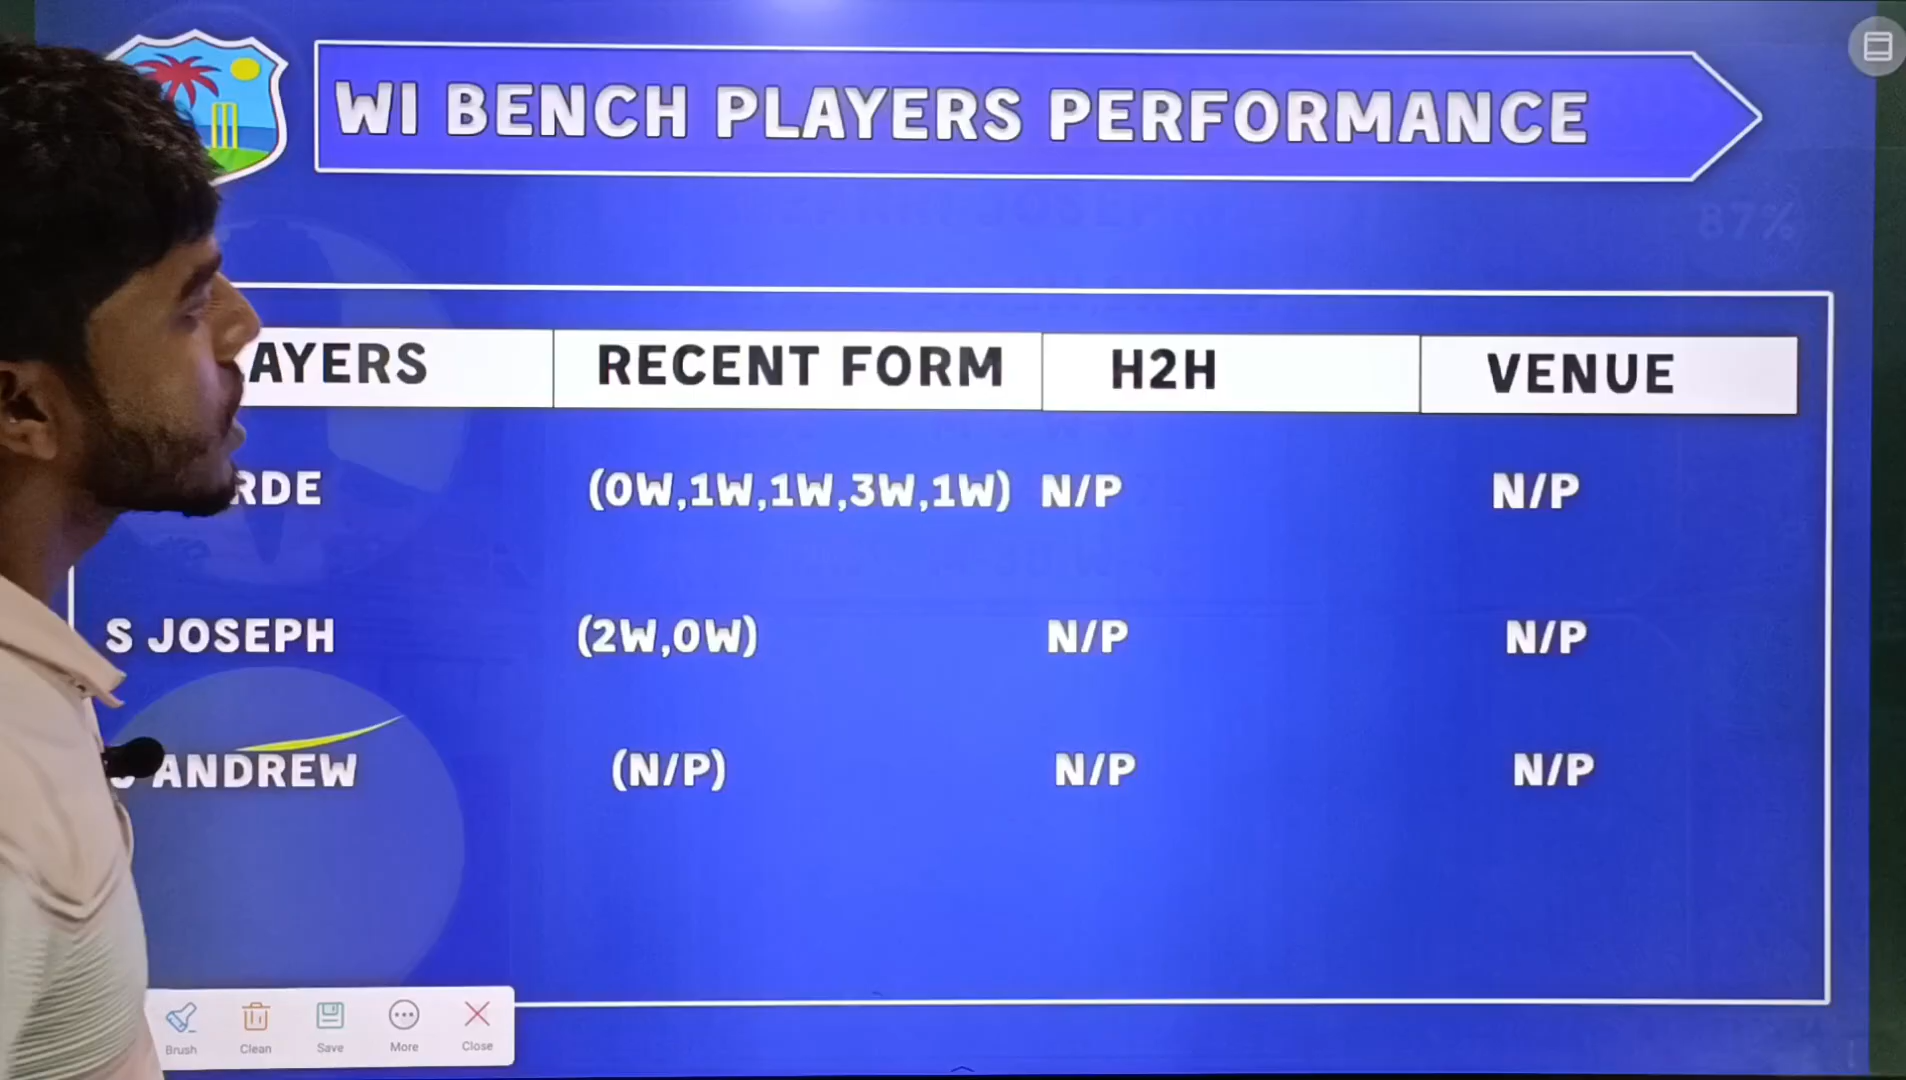 WI BENCH PLAYERS PERFORMANCE
87%
AYERS RECENT FORM H2H VENUE
RDE (0W,1W,1W,3W,1W) N/P N/P
S JOSEPH (2W,0W) N/P N/P
ANDREW (N/P) N/P N/P
Brush Clean Save More Close